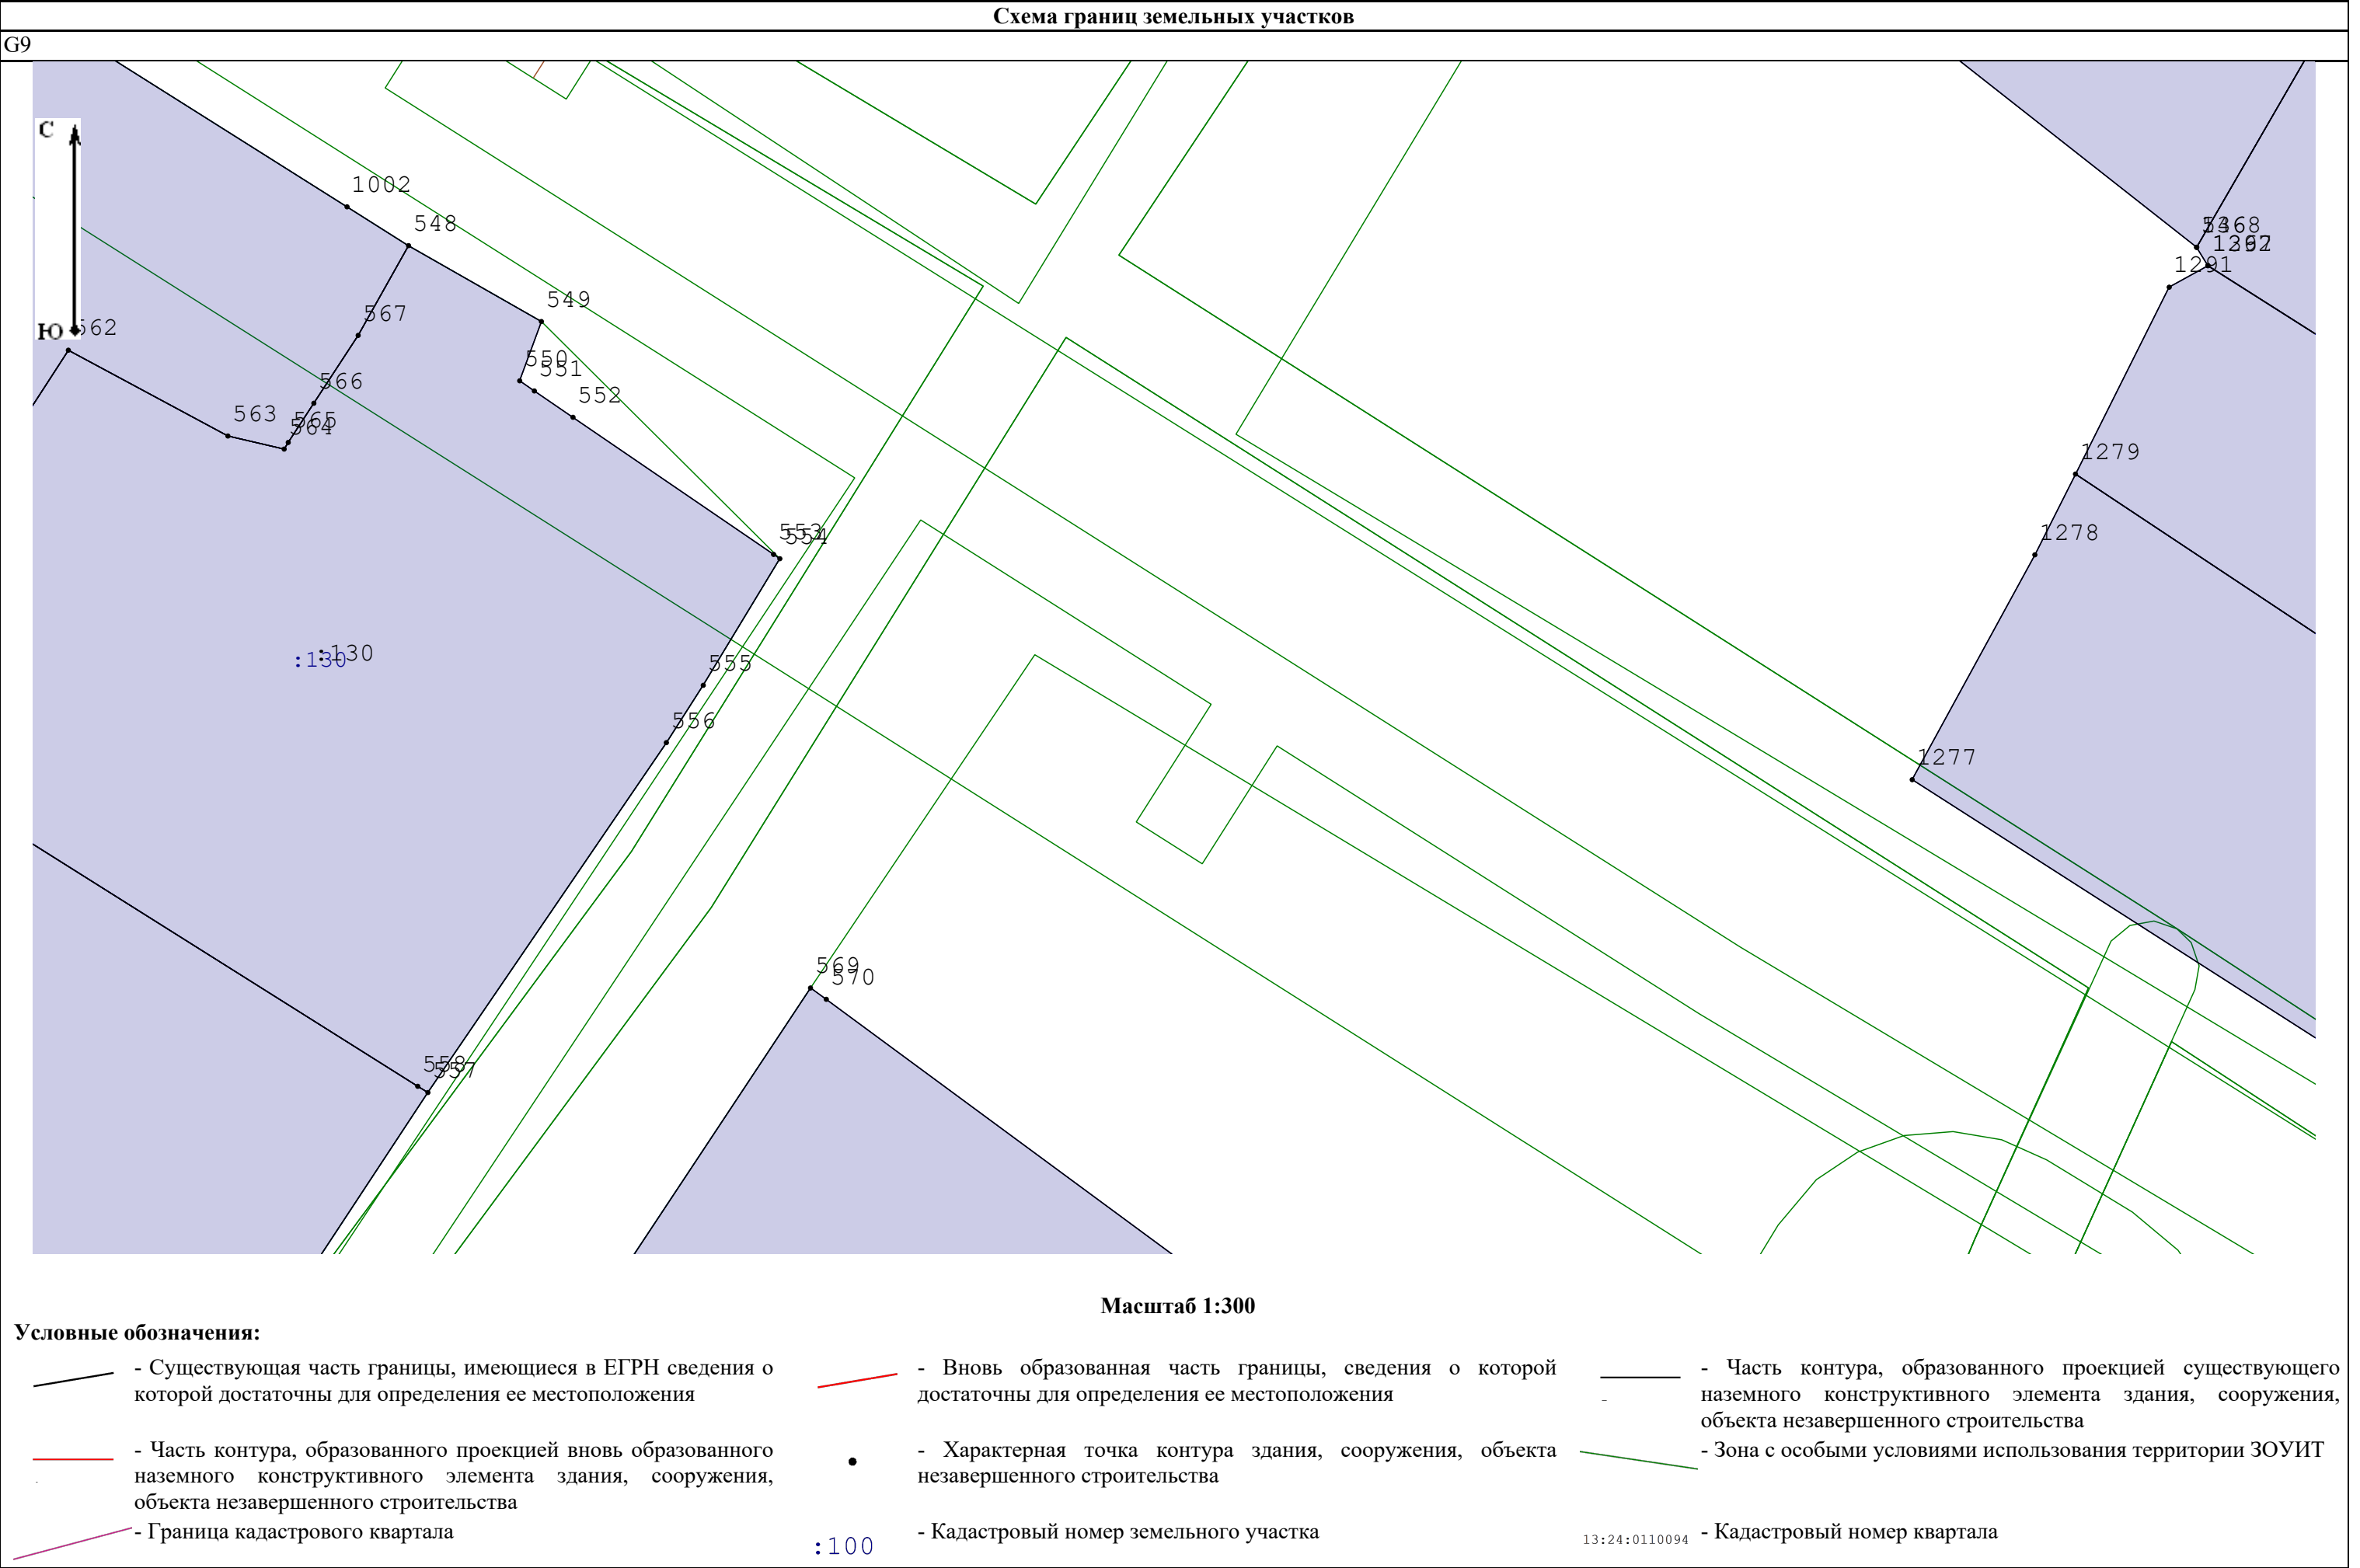 Схема границ земельных участков
G9
С
Ю
1002
548
549
567
562
550
551
552
566
563
565
564
553
554
:130
:130
555
556
569
570
558
557
1291
1279
1278
1277
Масштаб 1:300
Условные обозначения:
- Существующая часть границы, имеющиеся в ЕГРН сведения о
которой достаточны для определения ее местоположения
- Вновь образованная часть границы, сведения о которой
достаточны для определения ее местоположения
- Часть контура, образованного проекцией существующего
наземного конструктивного элемента здания, сооружения,
объекта незавершенного строительства
- Часть контура, образованного проекцией вновь образованного
наземного конструктивного элемента здания, сооружения,
объекта незавершенного строительства
- Характерная точка контура здания, сооружения, объекта
незавершенного строительства
- Зона с особыми условиями использования территории ЗОУИТ
- Граница кадастрового квартала
:100
- Кадастровый номер земельного участка
13:24:0110094
- Кадастровый номер квартала